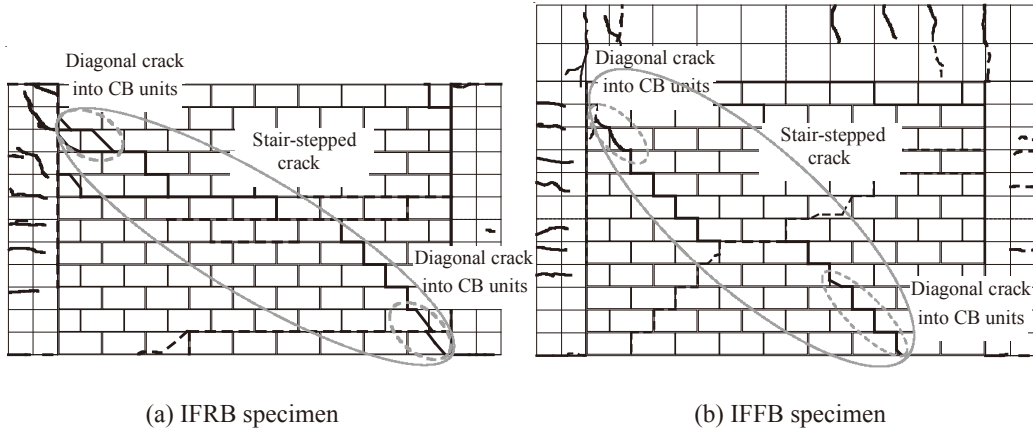 Diagonal crack
into CB units
Stair-stepped
crack
Diagonal crack
into CB units
(a) IFRB specimen
Diagonal crack
into CB units
Stair-stepped
crack
Diagonal crack
into CB units
(b) IFFB specimen